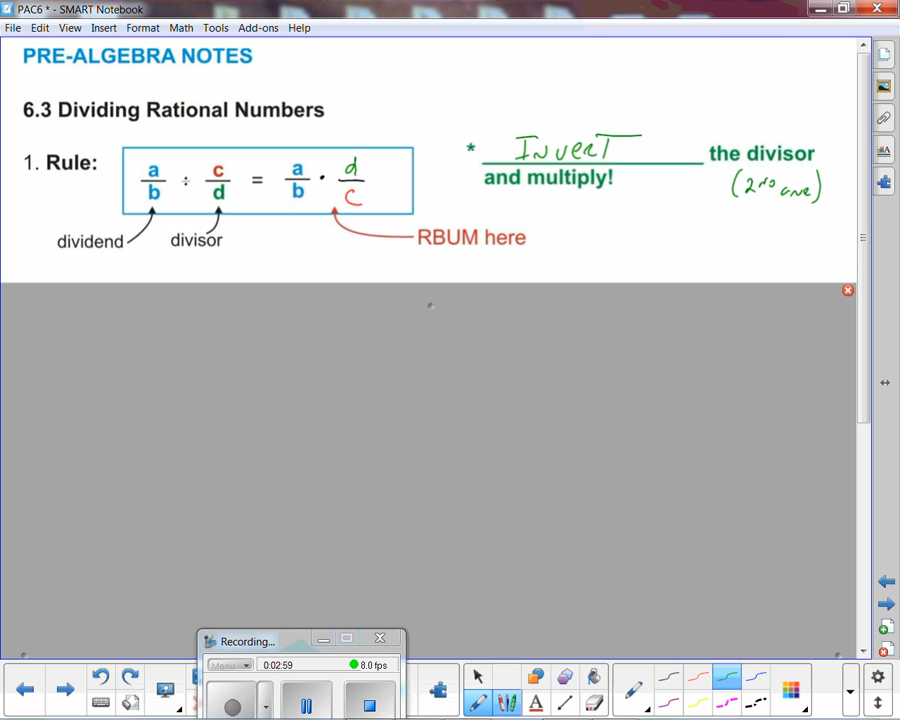 PAC6 * - SMART Notebook
File Edit View Insert Format Math Tools Add-ons Help
PRE-ALGEBRA NOTES
6.3 Dividing Rational Numbers
1. Rule:
a/b ÷ c/d = a/b • d/c
* INVERT the divisor
and multiply!
(2ND one)
dividend divisor
RBUM here
Recording...
Menu
0:02:59 8.0 fps
A